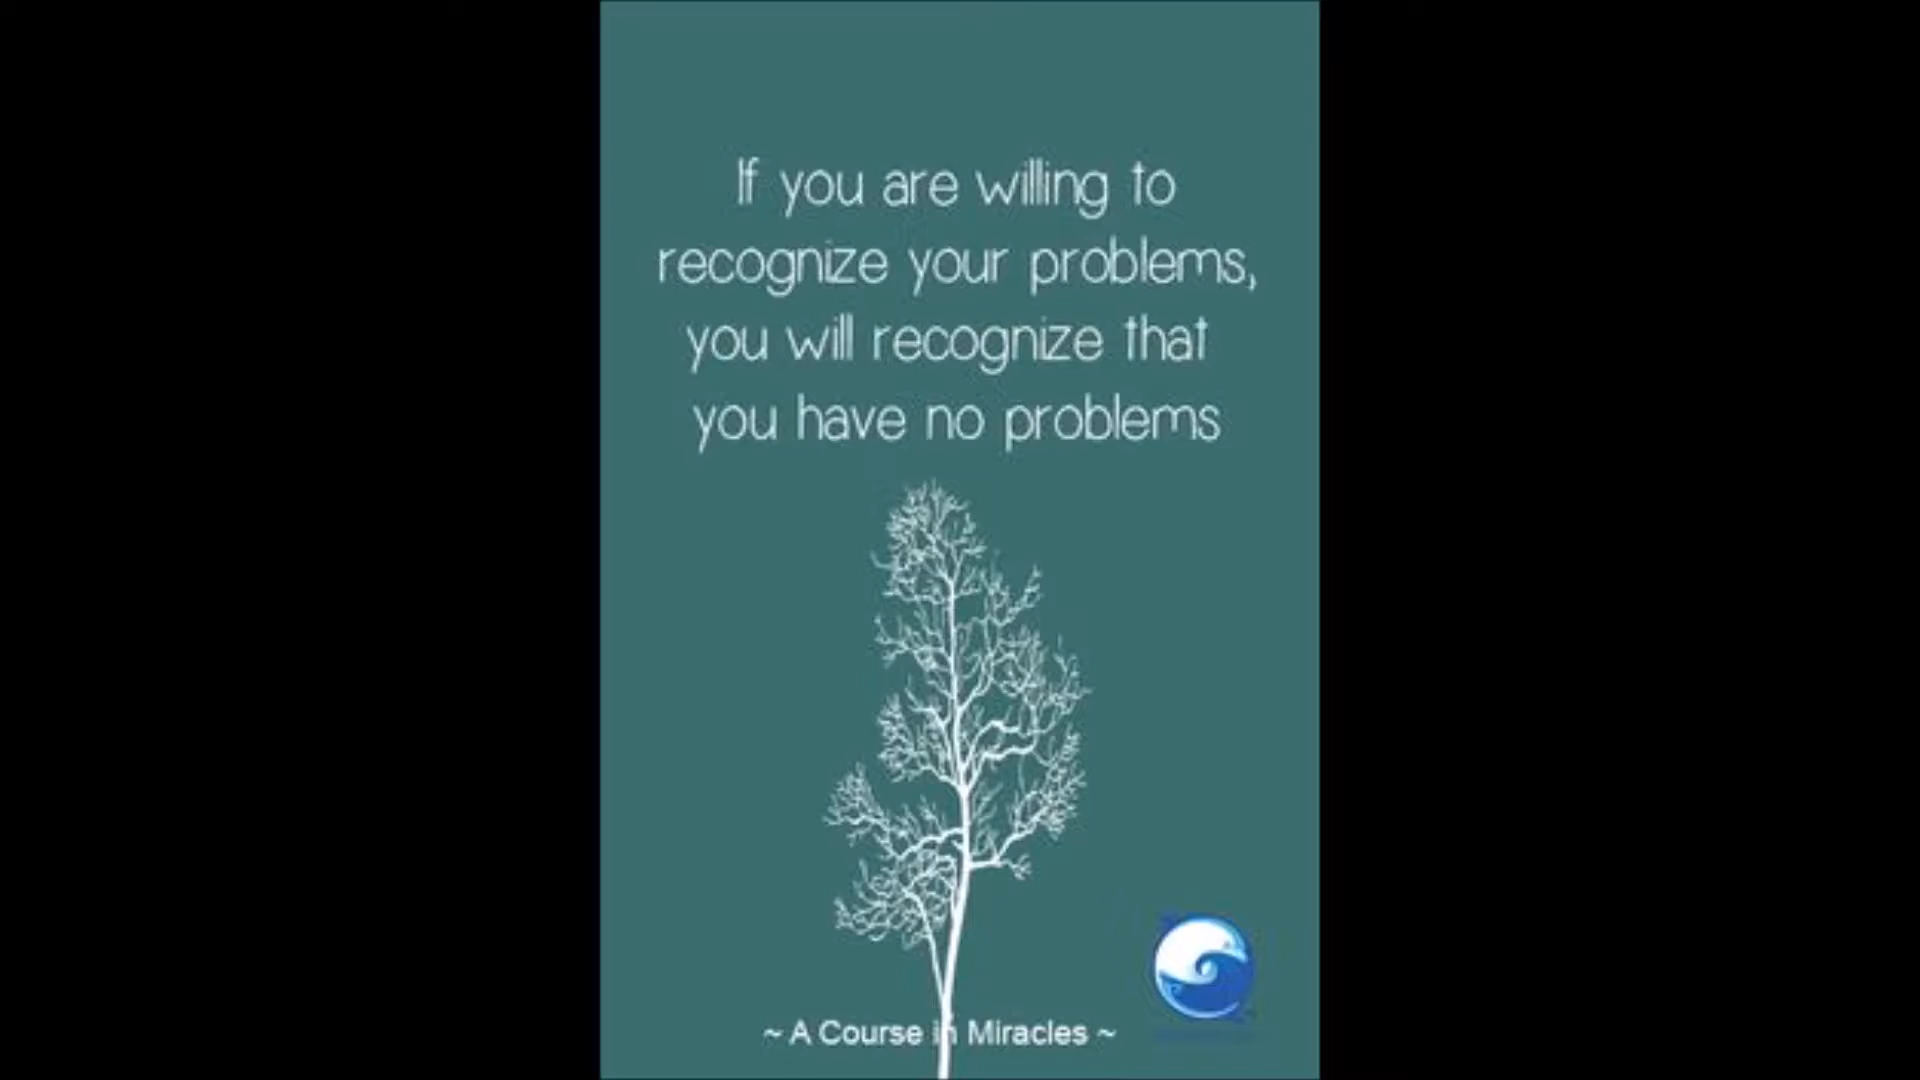 If you are willing to
recognize your problems,
you will recognize that
you have no problems
~ A Course in Miracles ~